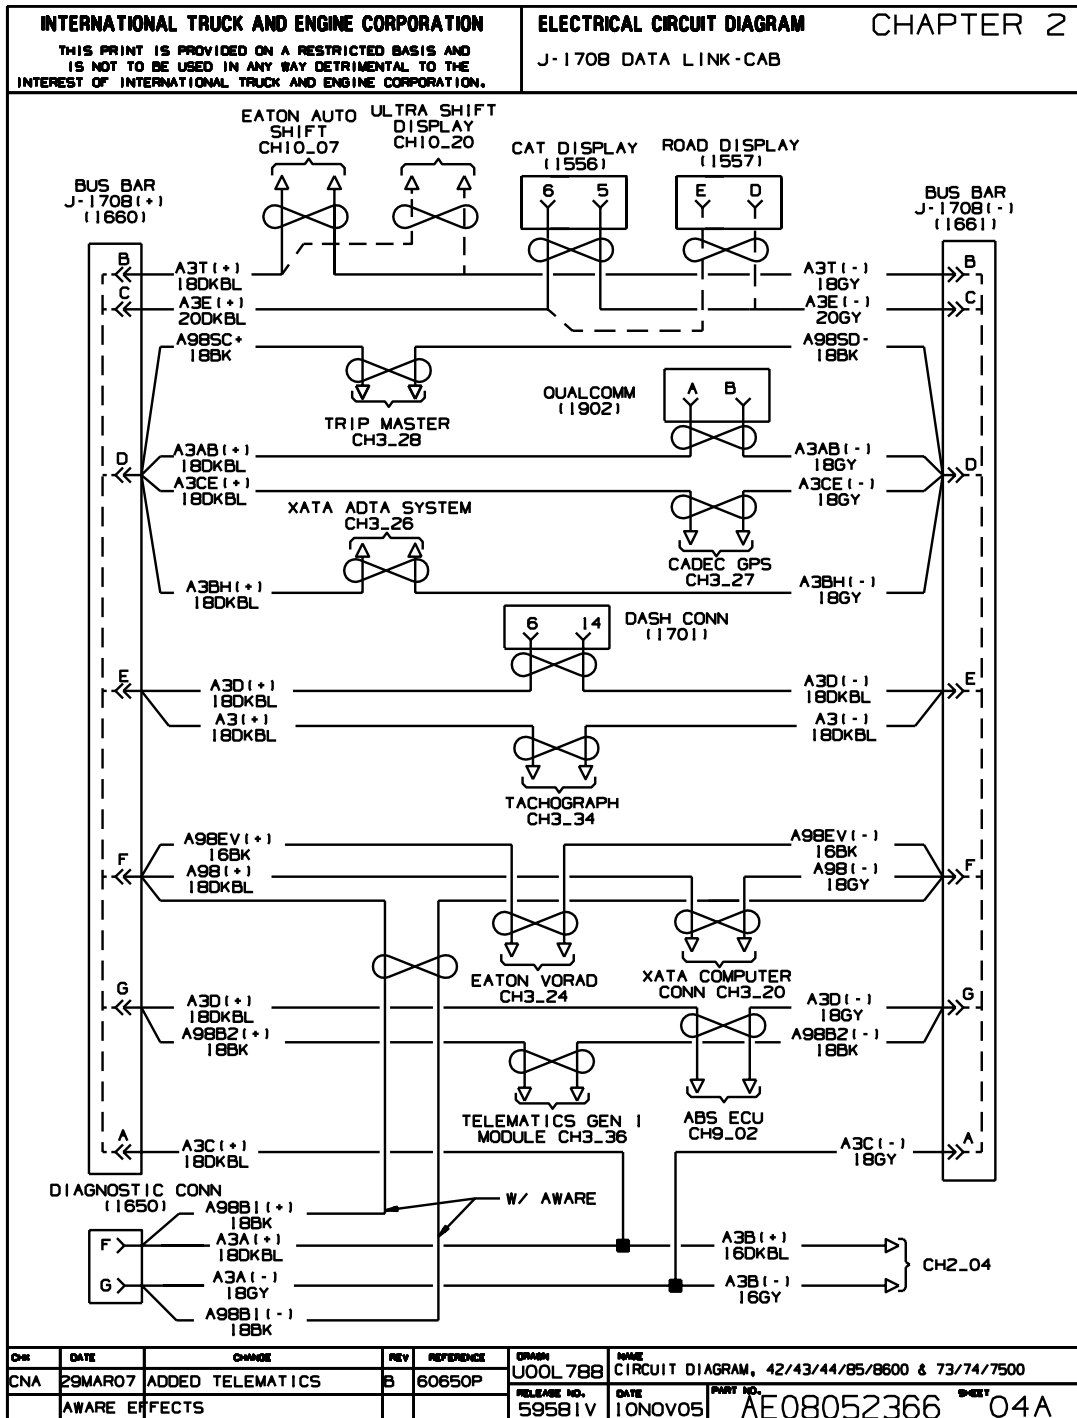 INTERNATIONAL TRUCK AND ENGINE CORPORATION
THIS PRINT IS PROVIDED ON A RESTRICTED BASIS AND
IS NOT TO BE USED IN ANY WAY DETRIMENTAL TO THE
INTEREST OF INTERNATIONAL TRUCK AND ENGINE CORPORATION.
ELECTRICAL CIRCUIT DIAGRAM
CHAPTER 2
J-1708 DATA LINK-CAB
EATON AUTO
SHIFT
CH10_07
ULTRA SHIFT
DISPLAY
CH10_20
CAT DISPLAY
(1556)
6 5
ROAD DISPLAY
(1557)
E D
BUS BAR
J-1708(+)
(1660)
BUS BAR
J-1708(-)
(1661)
B
A3T(+)
18DKBL
A3T(-)
18GY
B
C
A3E(+)
20DKBL
A3E(-)
20GY
C
A98SC+
18BK
A98SD-
18BK
TRIP MASTER
CH3_28
QUALCOMM
(1902)
A B
D
A3AB(+)
18DKBL
A3AB(-)
18GY
D
A3CE(+)
18DKBL
A3CE(-)
18GY
XATA ADTA SYSTEM
CH3_26
CADEC GPS
CH3_27
A3BH(+)
18DKBL
A3BH(-)
18GY
6 14
DASH CONN
(1701)
E
A3D(+)
18DKBL
A3D(-)
18DKBL
E
A3(+)
18DKBL
A3(-)
18DKBL
TACHOGRAPH
CH3_34
A98EV(+)
16BK
A98EV(-)
16BK
F
A98(+)
18DKBL
A98(-)
18GY
F
EATON VORAD
CH3_24
XATA COMPUTER
CONN CH3_20
G
A3D(+)
18DKBL
A3D(-)
18GY
G
A98B2(+)
18BK
A98B2(-)
18BK
TELEMATICS GEN 1
MODULE CH3_36
ABS ECU
CH9_02
A
A3C(+)
18DKBL
A3C(-)
18GY
A
DIAGNOSTIC CONN
(1650)
A98B1(+)
18BK
W/ AWARE
F
A3A(+)
18DKBL
A3B(+)
16DKBL
CH2_04
G
A3A(-)
18GY
A3B(-)
16GY
A98B1(-)
18BK
CHK DATE CHANGE REV REFERENCE
CNA 29MAR07 ADDED TELEMATICS B 60650P
AWARE EFFECTS
DRAWN
U00L788
NAME
CIRCUIT DIAGRAM, 42/43/44/85/8600 & 73/74/7500
RELEASE NO.
59581V
DATE
10NOV05
PART NO.
AE08052366
SHEET
04A